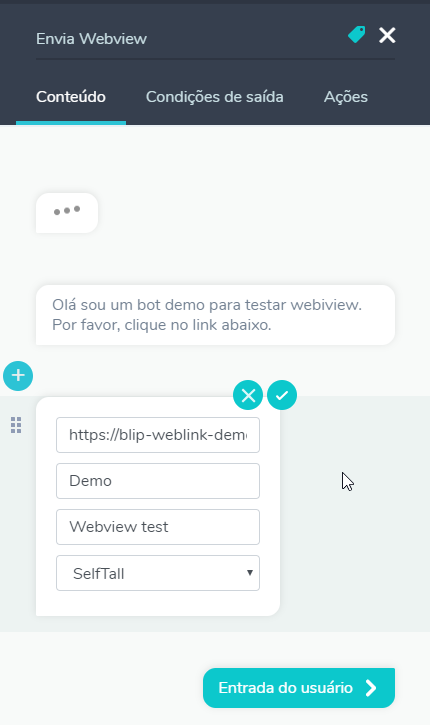 Envia Webview
Conteúdo Condições de saída Ações
Olá sou um bot demo para testar webiview.
Por favor, clique no link abaixo.
https://blip-weblink-demo
Demo
Webview test
SelfTall
Entrada do usuário